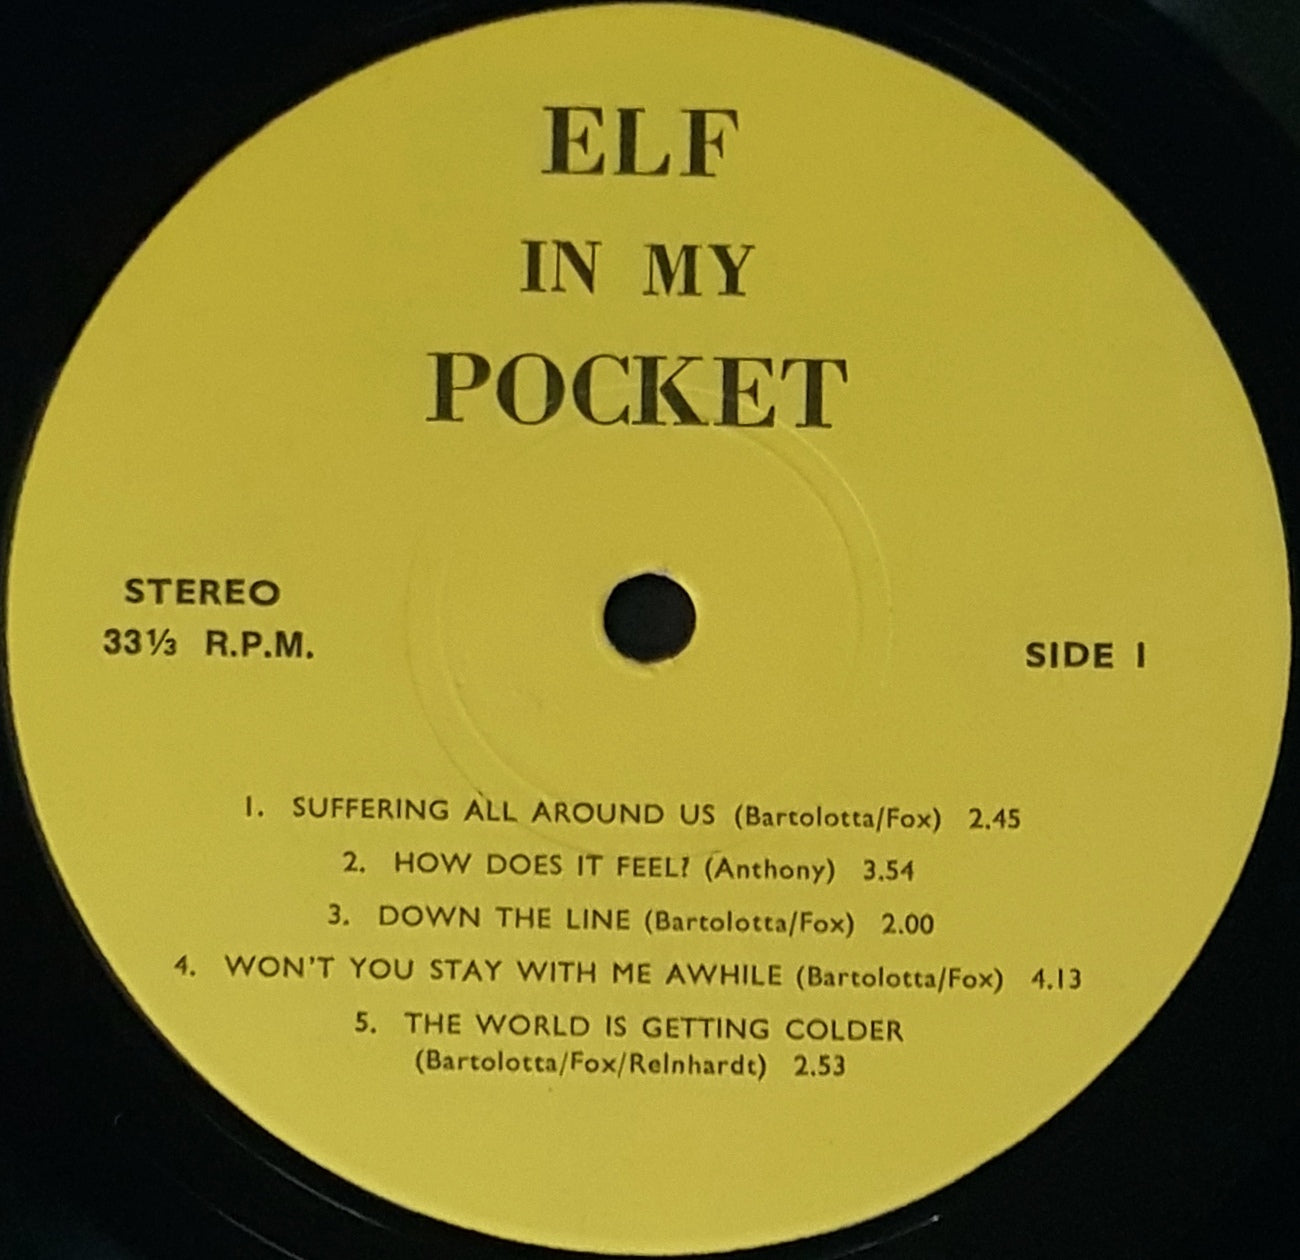 ELF
IN MY
POCKET
STEREO
33⅓ R.P.M.
SIDE 1
1. SUFFERING ALL AROUND US (Bartolotta/Fox) 2.45
2. HOW DOES IT FEEL? (Anthony) 3.54
3. DOWN THE LINE (Bartolotta/Fox) 2.00
4. WON'T YOU STAY WITH ME AWHILE (Bartolotta/Fox) 4.13
5. THE WORLD IS GETTING COLDER
(Bartolotta/Fox/Relnhardt) 2.53